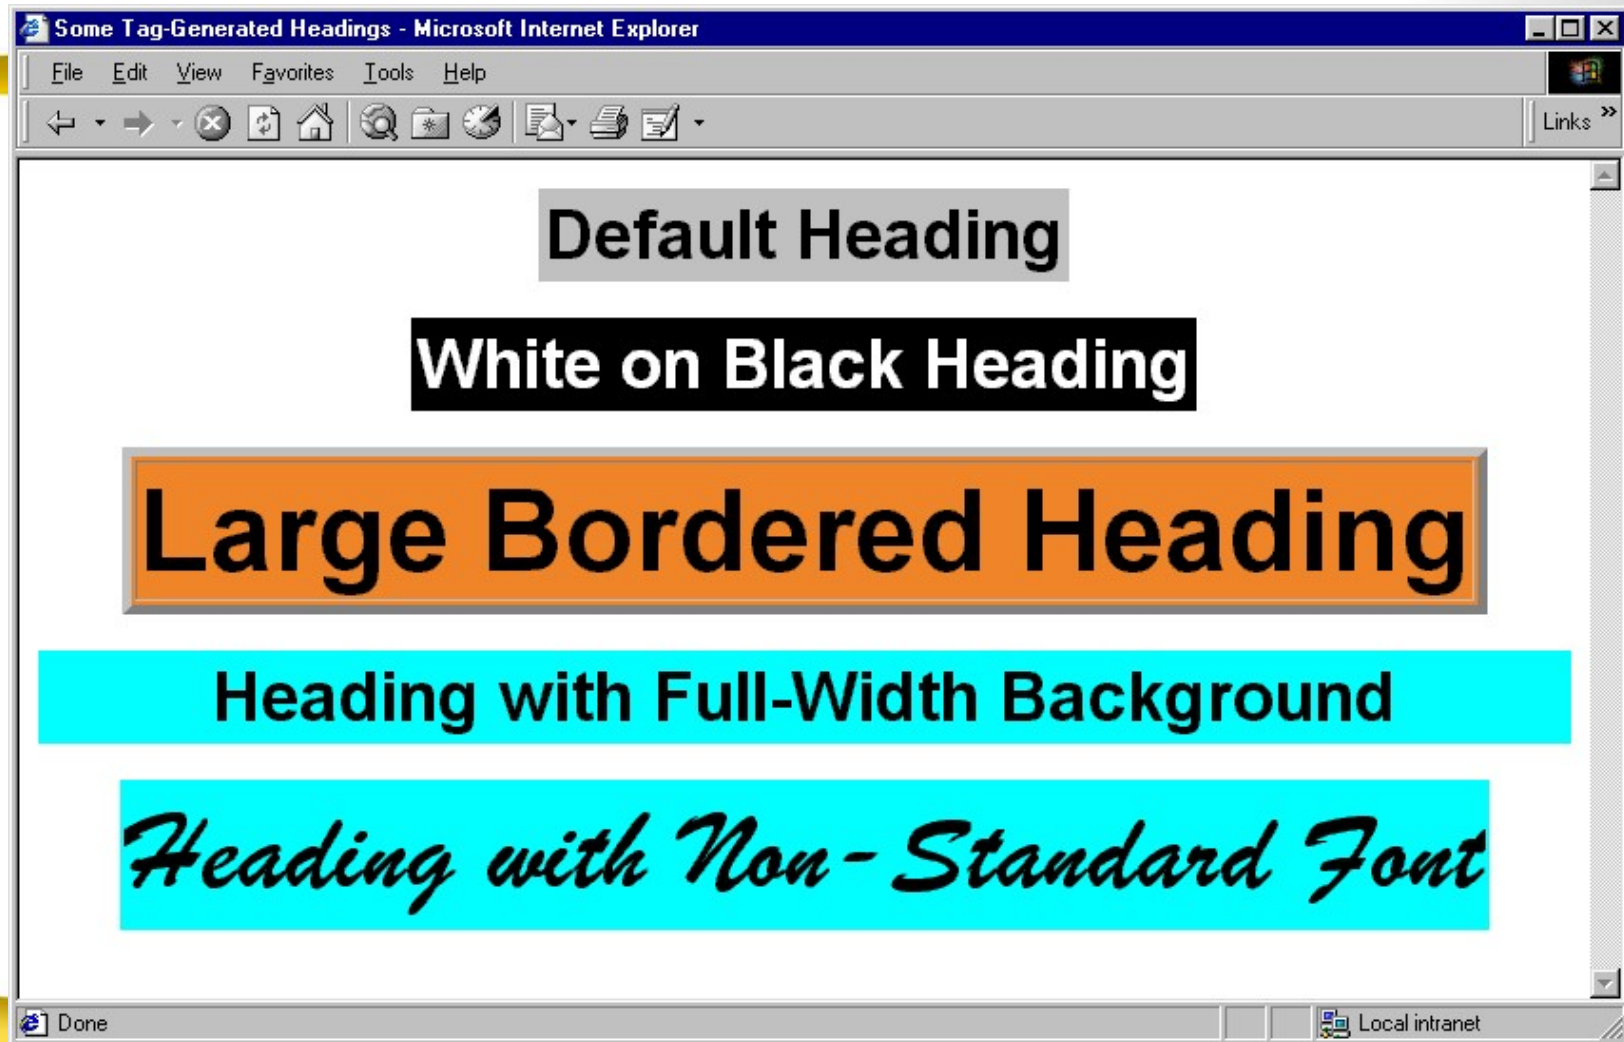 Some Tag-Generated Headings - Microsoft Internet Explorer
File Edit View Favorites Tools Help
Links »
Default Heading
White on Black Heading
Large Bordered Heading
Heading with Full-Width Background
Heading with Non-Standard Font
Done
Local intranet